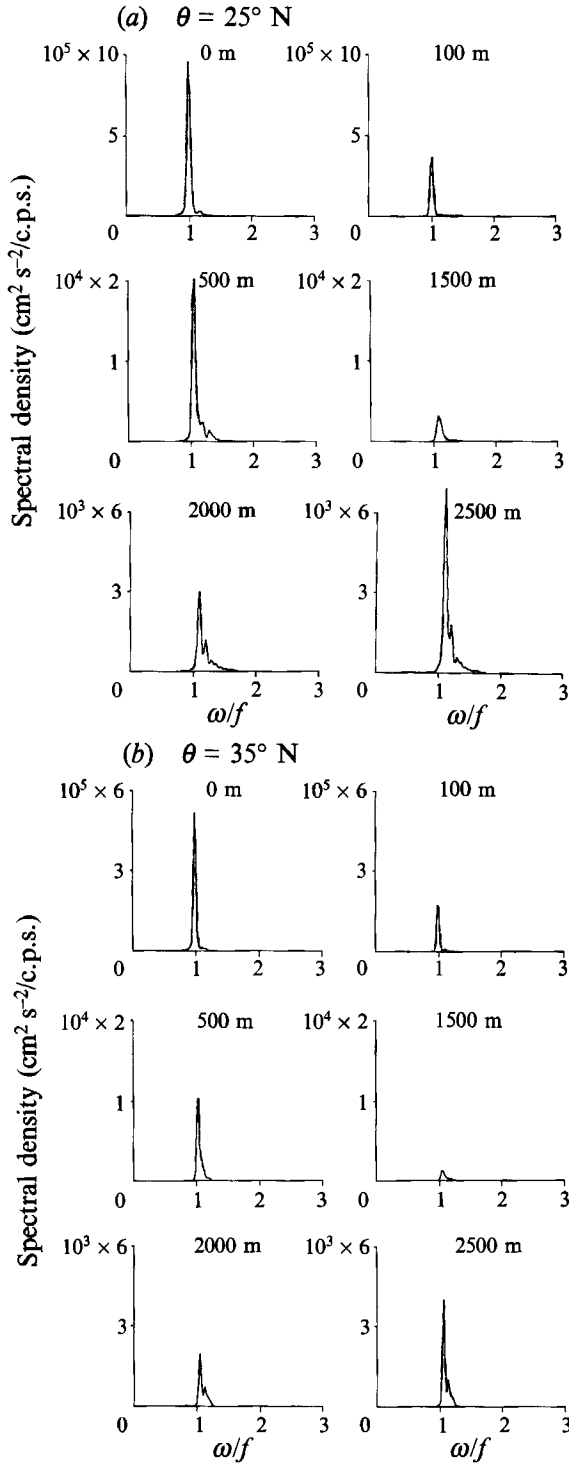 (a) θ = 25° N
Spectral density (cm² s⁻²/c.p.s.)
0 m
10⁵ × 10
5
0
1
2
3
100 m
10⁵ × 10
5
0
1
2
3
500 m
10⁴ × 2
1
0
1
2
3
1500 m
10⁴ × 2
1
0
1
2
3
2000 m
10³ × 6
3
0
1
2
3
ω/f
2500 m
10³ × 6
3
0
1
2
3
ω/f
(b) θ = 35° N
Spectral density (cm² s⁻²/c.p.s.)
0 m
10⁵ × 6
3
0
1
2
3
100 m
10⁵ × 6
3
0
1
2
3
500 m
10⁴ × 2
1
0
1
2
3
1500 m
10⁴ × 2
1
0
1
2
3
2000 m
10³ × 6
3
0
1
2
3
ω/f
2500 m
10³ × 6
3
0
1
2
3
ω/f